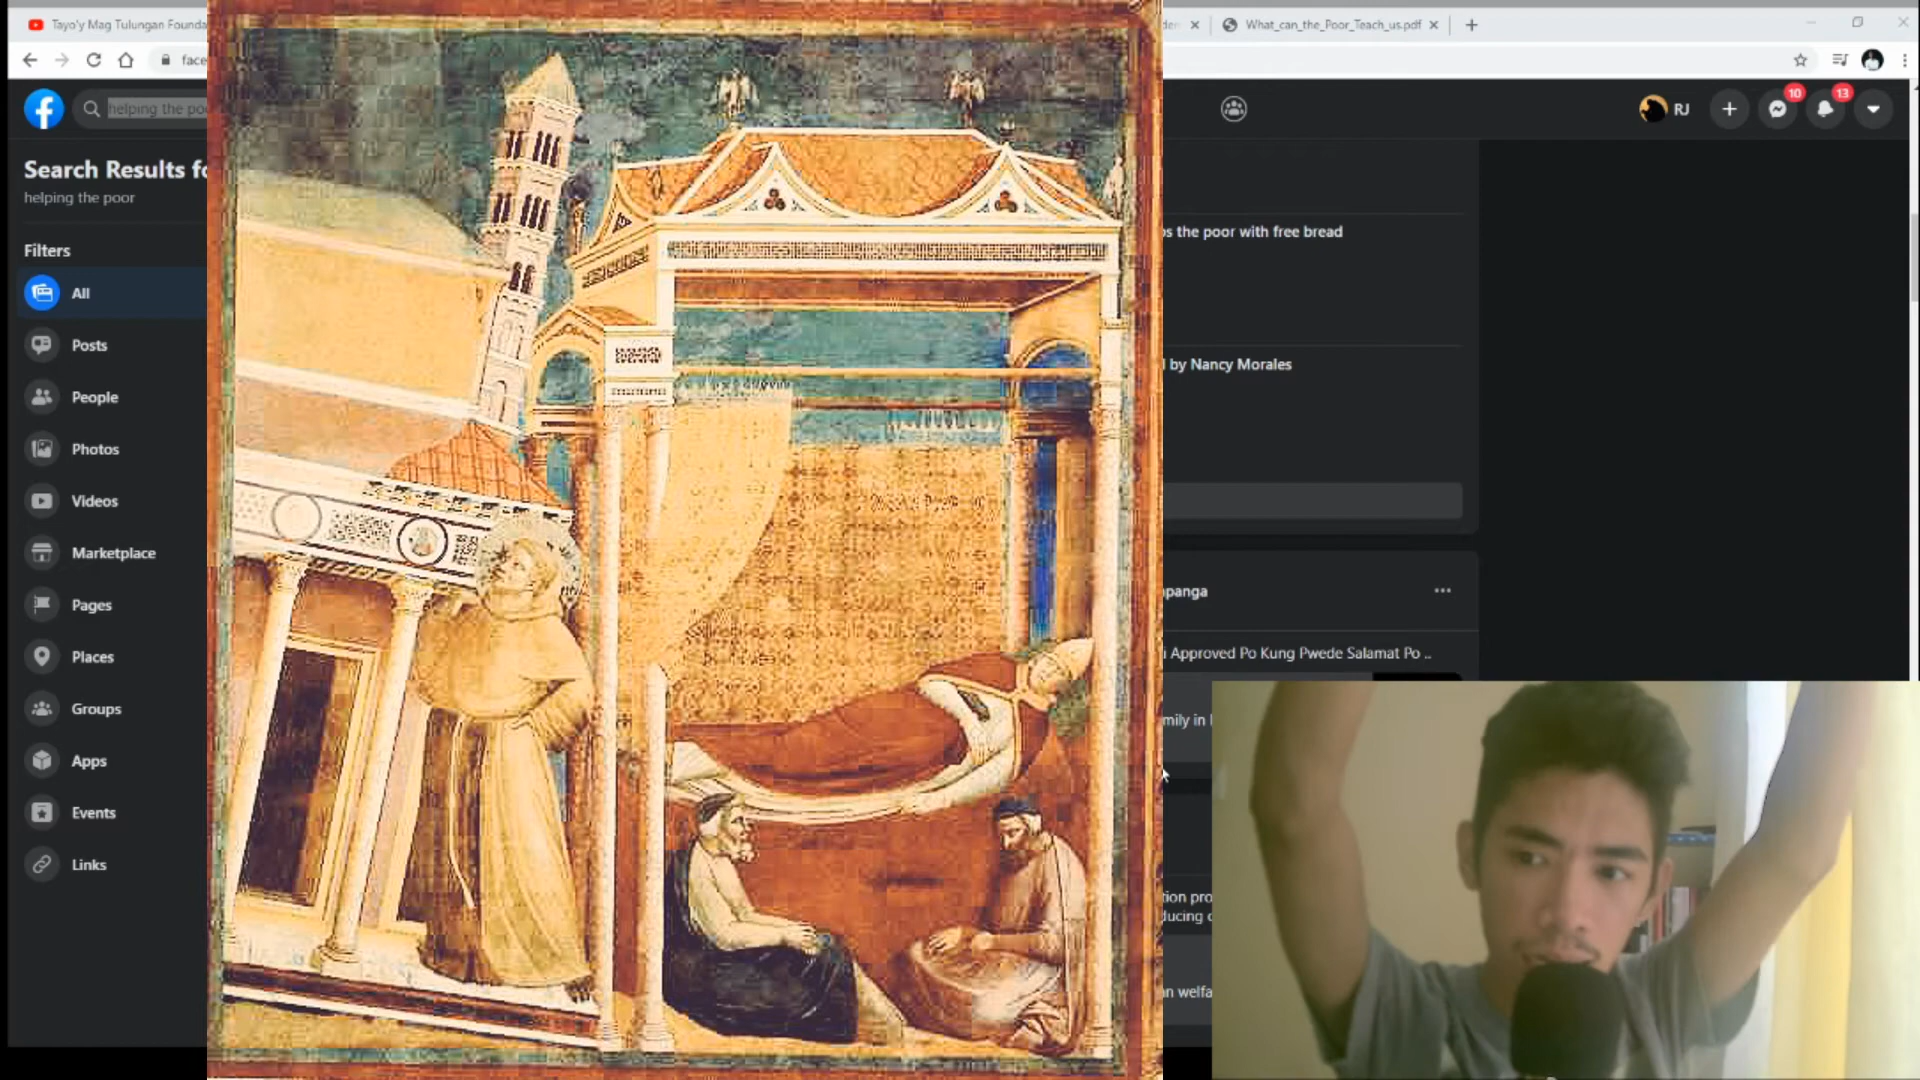 Tayo'y Mag Tulungan Founda
What_can_the_Poor_Teach_us.pdf
face
helping the poo
RJ
10
13
Search Results fo
helping the poor
Filters
All
Posts
People
Photos
Videos
Marketplace
Pages
Places
Groups
Apps
Events
Links
the poor with free bread
by Nancy Morales
panga
Approved Po Kung Pwede Salamat Po ..
mily in
tion pro
ducing
n welfa